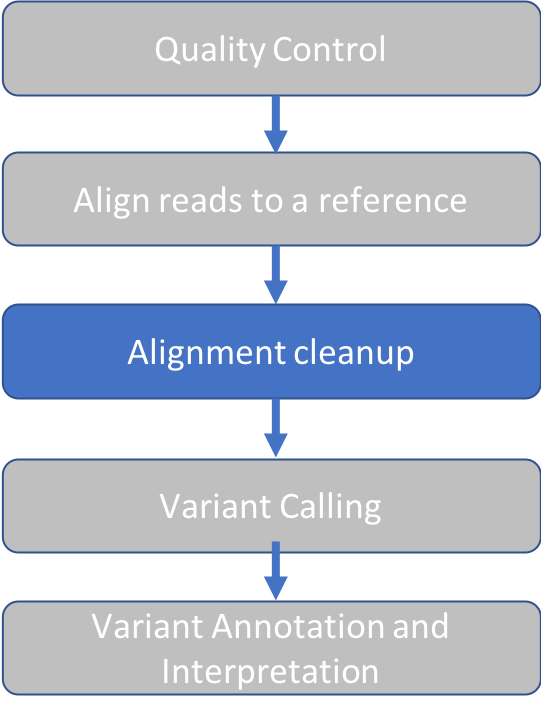 Quality Control
Align reads to a reference
Alignment cleanup
Variant Calling
Variant Annotation and
Interpretation